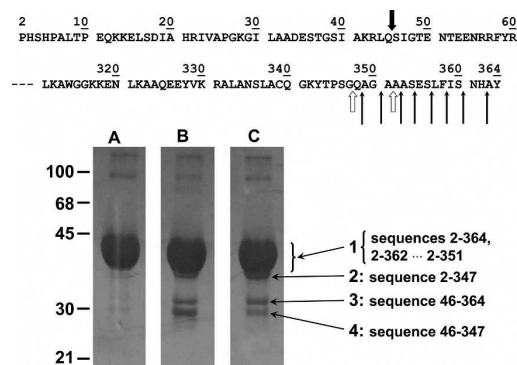 2 10 20 30 40 50 60
PHSHPALTP EQKKELSDIA HRIVAPGKGI LAADESTGSI AKRLQSIGTE NTEENRRFYR
320 330 340 350 360 364
--- LKAWGGKKEN LKAAQEEYVK RALANSLACQ GKYTPSGQAG AAASESLFIS NHAY
A B C
100
68
45
30
21
1 { sequences 2-364,
2-362 ··· 2-351
2: sequence 2-347
3: sequence 46-364
4: sequence 46-347